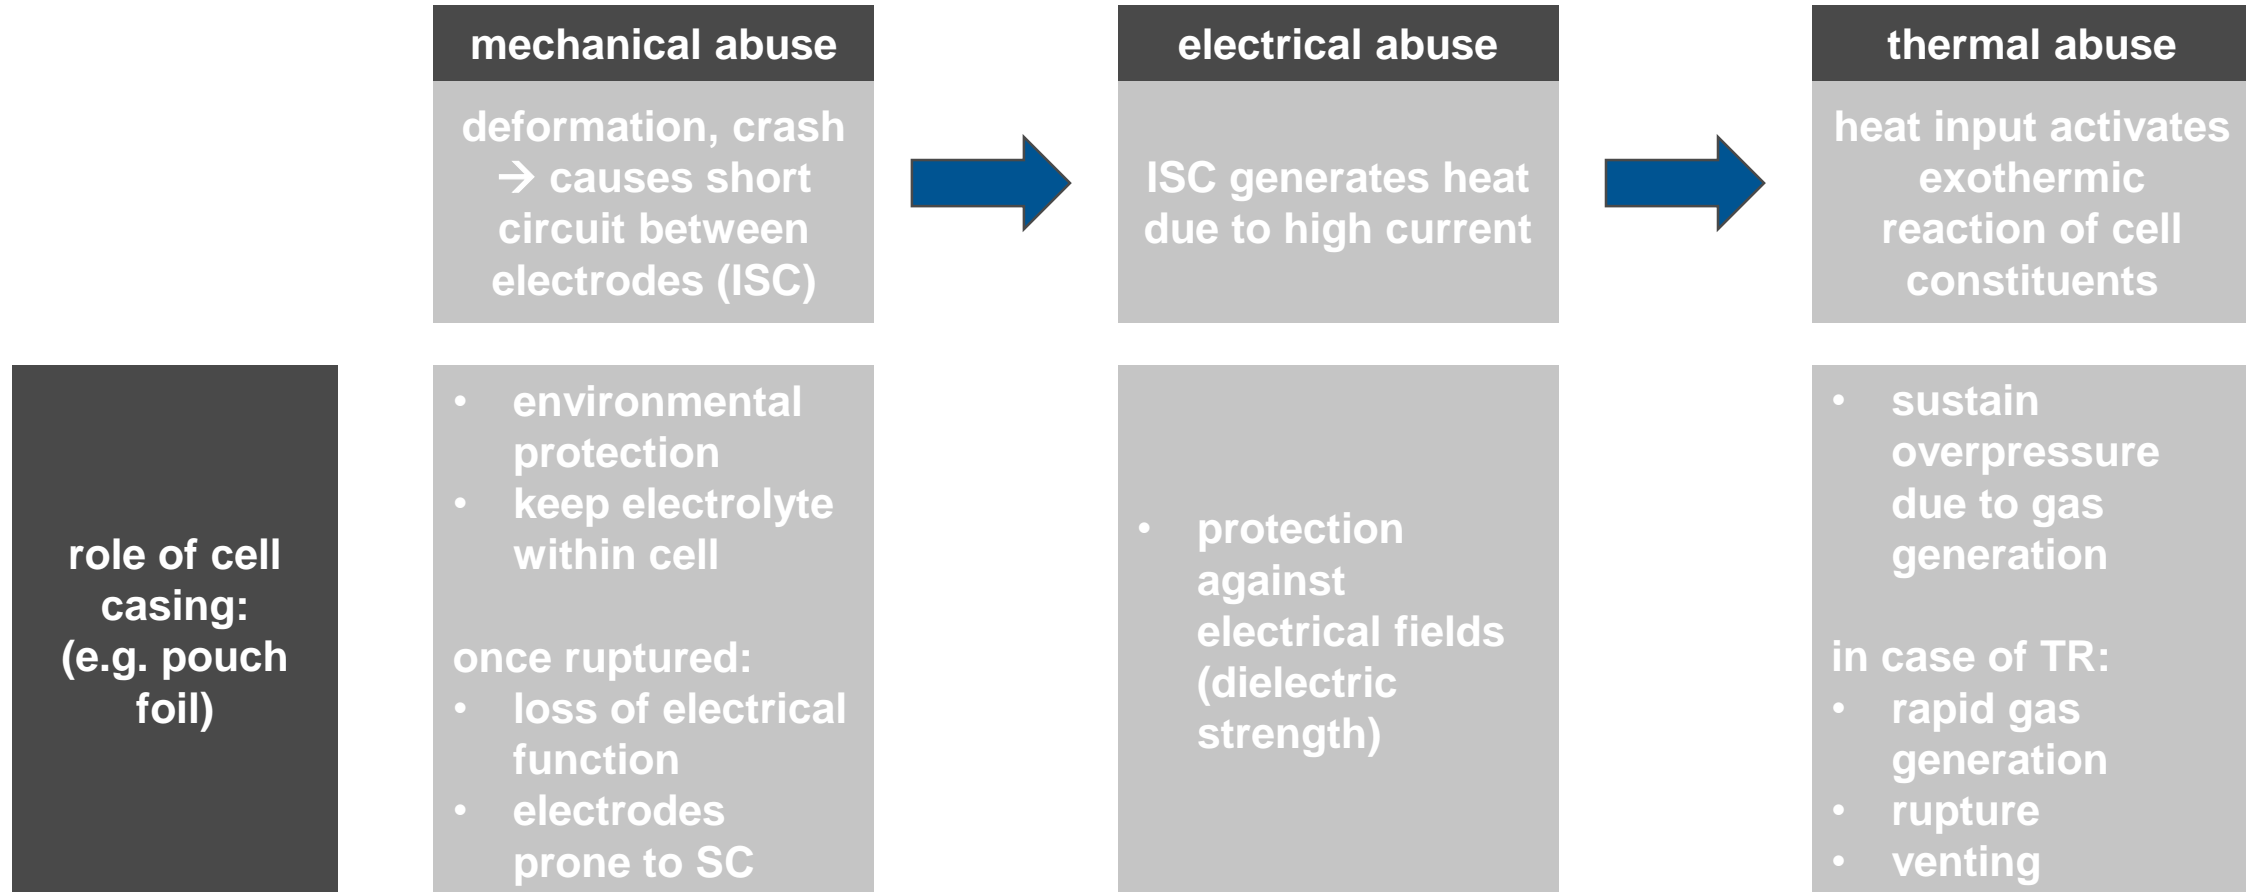 mechanical abuse
deformation, crash
→ causes short
circuit between
electrodes (ISC)
electrical abuse
ISC generates heat
due to high current
thermal abuse
heat input activates
exothermic
reaction of cell
constituents
role of cell
casing:
(e.g. pouch
foil)
• environmental
protection
• keep electrolyte
within cell
once ruptured:
• loss of electrical
function
• electrodes
prone to SC
• protection
against
electrical fields
(dielectric
strength)
• sustain
overpressure
due to gas
generation
in case of TR:
• rapid gas
generation
• rupture
• venting